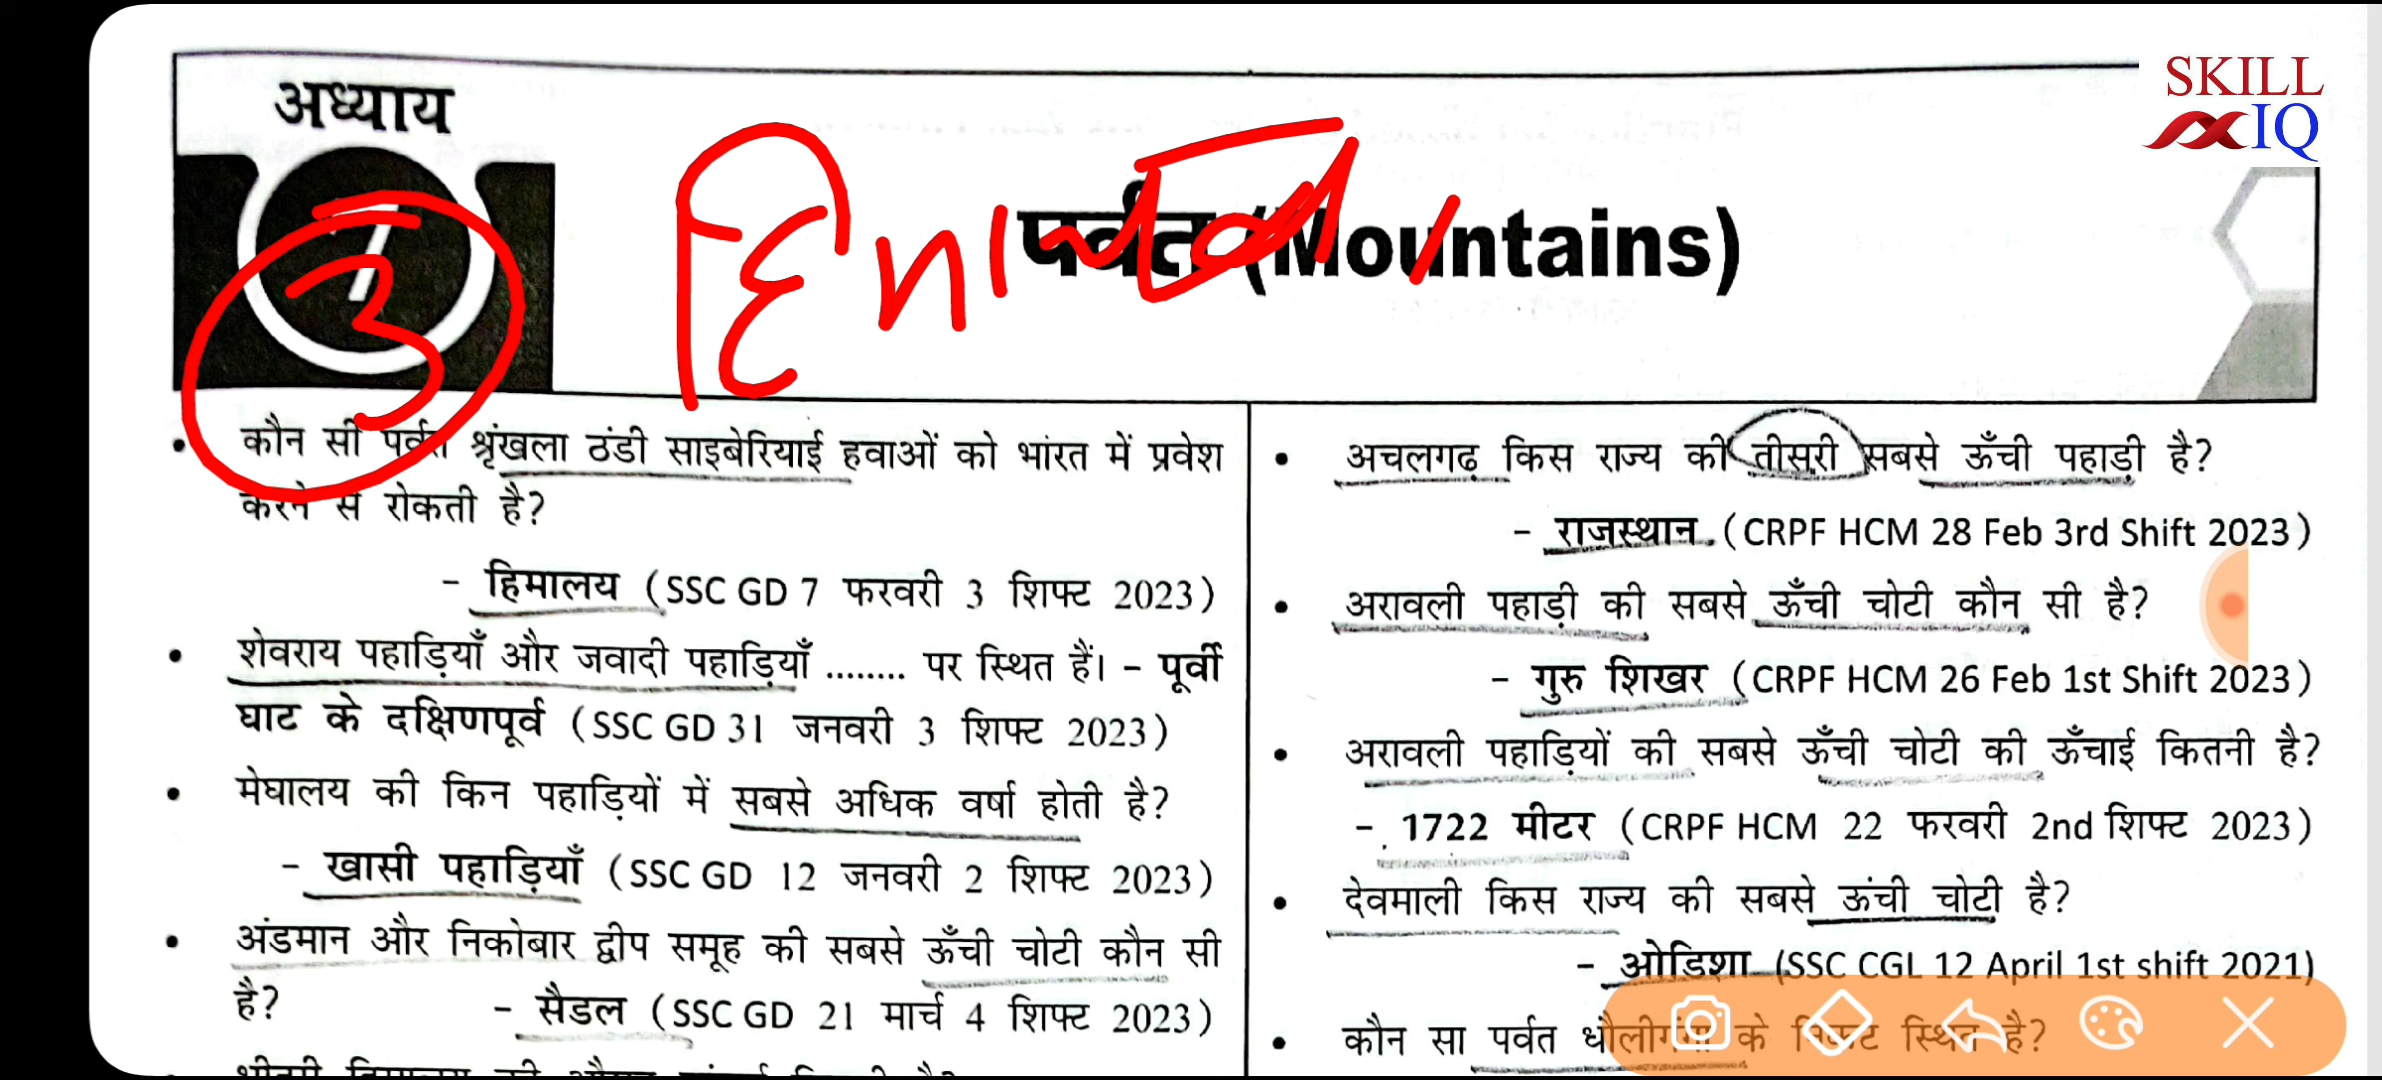 अध्याय
7
3
पर्वत (Mountains)
SKILL
IQ
कौन सी पर्वत श्रृंखला ठंडी साइबेरियाई हवाओं को भांरत में प्रवेश
करने से रोकती है?
- हिमालय (SSC GD 7 फरवरी 3 शिफ्ट 2023)
शेवराय पहाड़ियाँ और जवादी पहाड़ियाँ ........ पर स्थित हैं। - पूर्वी
घाट के दक्षिणपूर्व (SSC GD 31 जनवरी 3 शिफ्ट 2023)
मेघालय की किन पहाड़ियों में सबसे अधिक वर्षा होती है?
- खासी पहाड़ियाँ (SSC GD 12 जनवरी 2 शिफ्ट 2023)
अंडमान और निकोबार द्वीप समूह की सबसे ऊँची चोटी कौन सी
है? - सैडल (SSC GD 21 मार्च 4 शिफ्ट 2023)
अचलगढ़ किस राज्य की तीसरी सबसे ऊँची पहाडी है?
- राजस्थान (CRPF HCM 28 Feb 3rd Shift 2023)
अरावली पहाड़ी की सबसे ऊँची चोटी कौन सी है?
- गुरु शिखर (CRPF HCM 26 Feb 1st Shift 2023)
अरावली पहाड़ियों की सबसे ऊँची चोटी की ऊँचाई कितनी है?
- 1722 मीटर (CRPF HCM 22 फरवरी 2nd शिफ्ट 2023)
देवमाली किस राज्य की सबसे ऊंची चोटी है?
- ओडिशा (SSC CGL 12 April 1st shift 2021)
कौन सा पर्वत धौलीगंगा के निकट स्थित है?